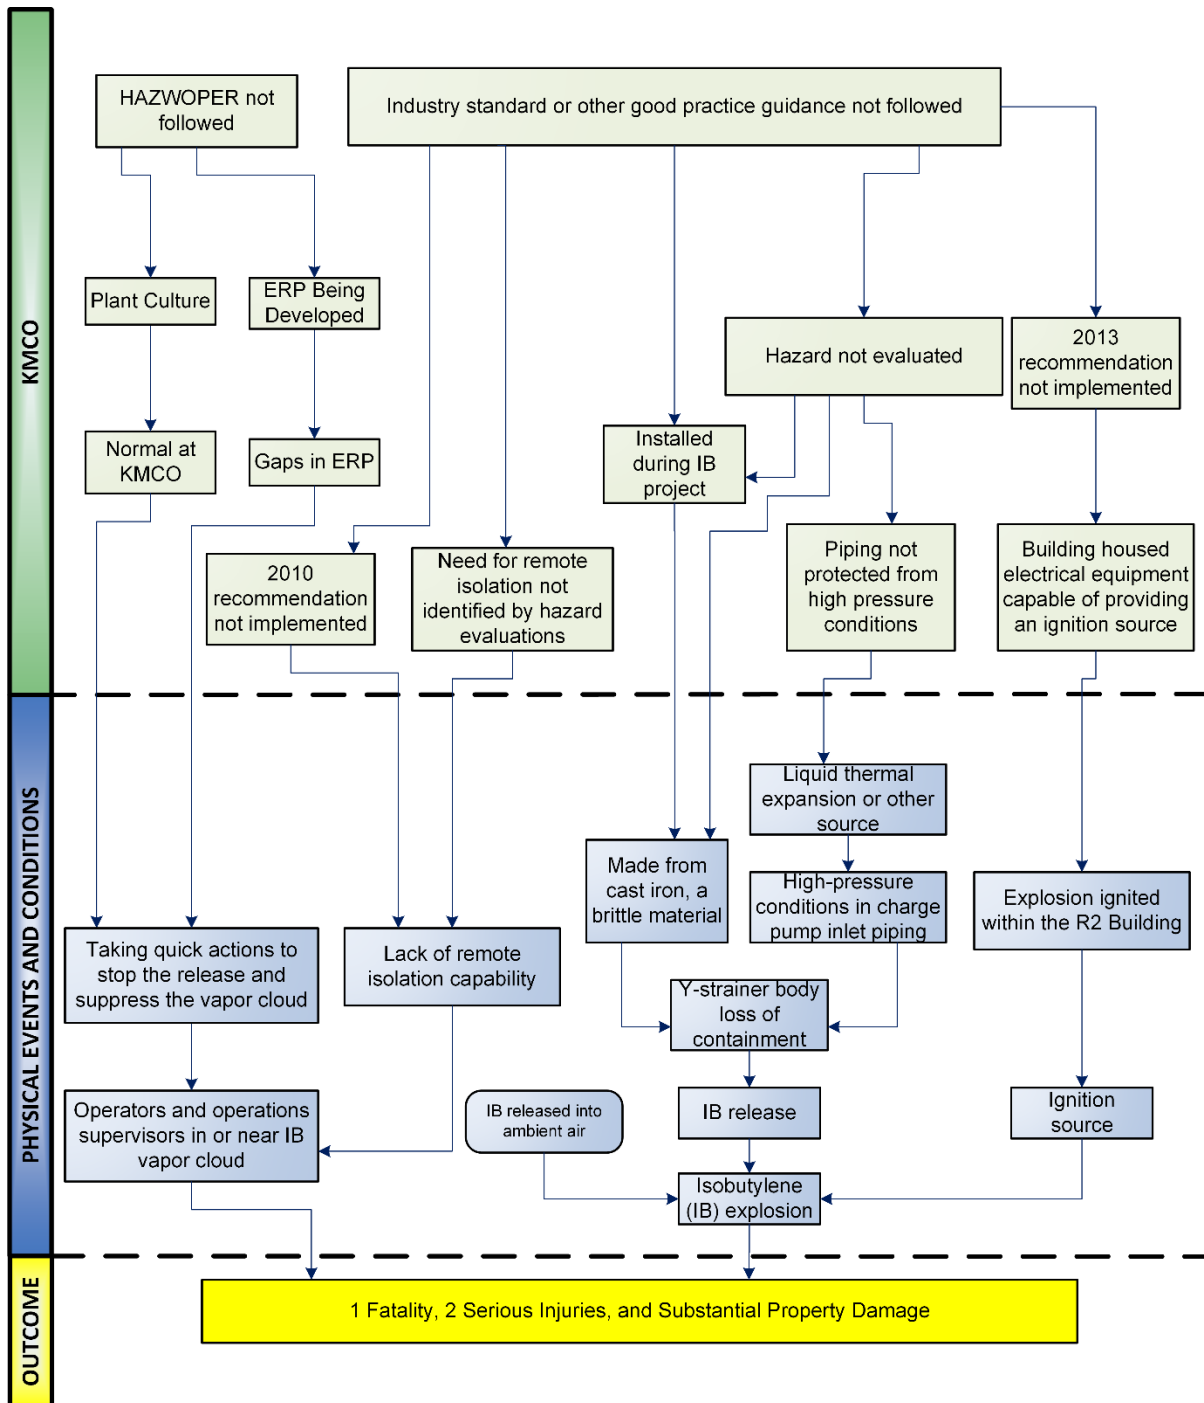 KMCO
HAZWOPER not
followed
Industry standard or other good practice guidance not followed
Plant Culture
ERP Being
Developed
Hazard not evaluated
2013
recommendation
not implemented
Normal at
KMCO
Gaps in ERP
Installed
during IB
project
2010
recommendation
not implemented
Need for remote
isolation not
identified by hazard
evaluations
Piping not
protected from
high pressure
conditions
Building housed
electrical equipment
capable of providing
an ignition source
PHYSICAL EVENTS AND CONDITIONS
Liquid thermal
expansion or other
source
Made from
cast iron, a
brittle material
High-pressure
conditions in charge
pump inlet piping
Explosion ignited
within the R2 Building
Taking quick actions to
stop the release and
suppress the vapor cloud
Lack of remote
isolation capability
Y-strainer body
loss of
containment
Operators and operations
supervisors in or near IB
vapor cloud
IB released into
ambient air
IB release
Ignition
source
Isobutylene
(IB) explosion
OUTCOME
1 Fatality, 2 Serious Injuries, and Substantial Property Damage